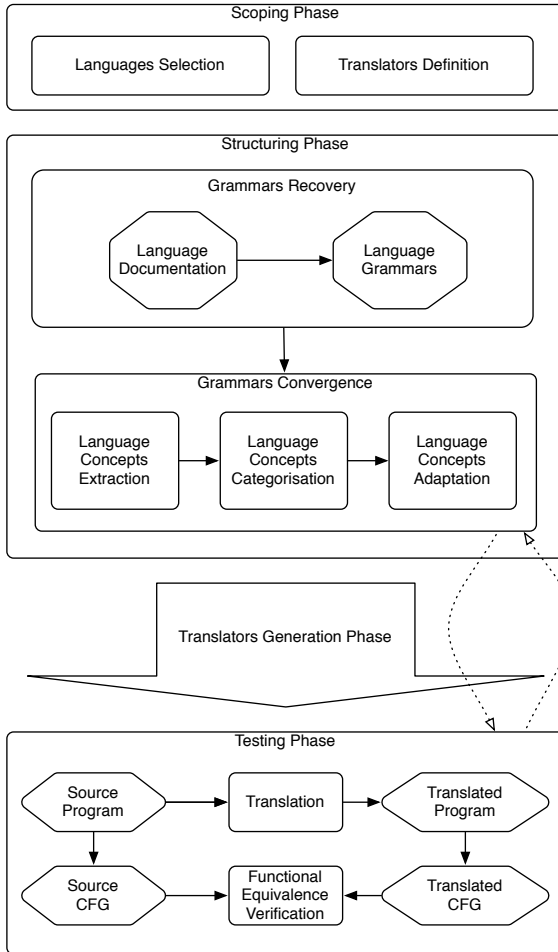 Scoping Phase
Languages Selection
Translators Definition
Structuring Phase
Grammars Recovery
Language
Documentation
Language
Grammars
Grammars Convergence
Language
Concepts
Extraction
Language
Concepts
Categorisation
Language
Concepts
Adaptation
Translators Generation Phase
Testing Phase
Source
Program
Translation
Translated
Program
Source
CFG
Functional
Equivalence
Verification
Translated
CFG